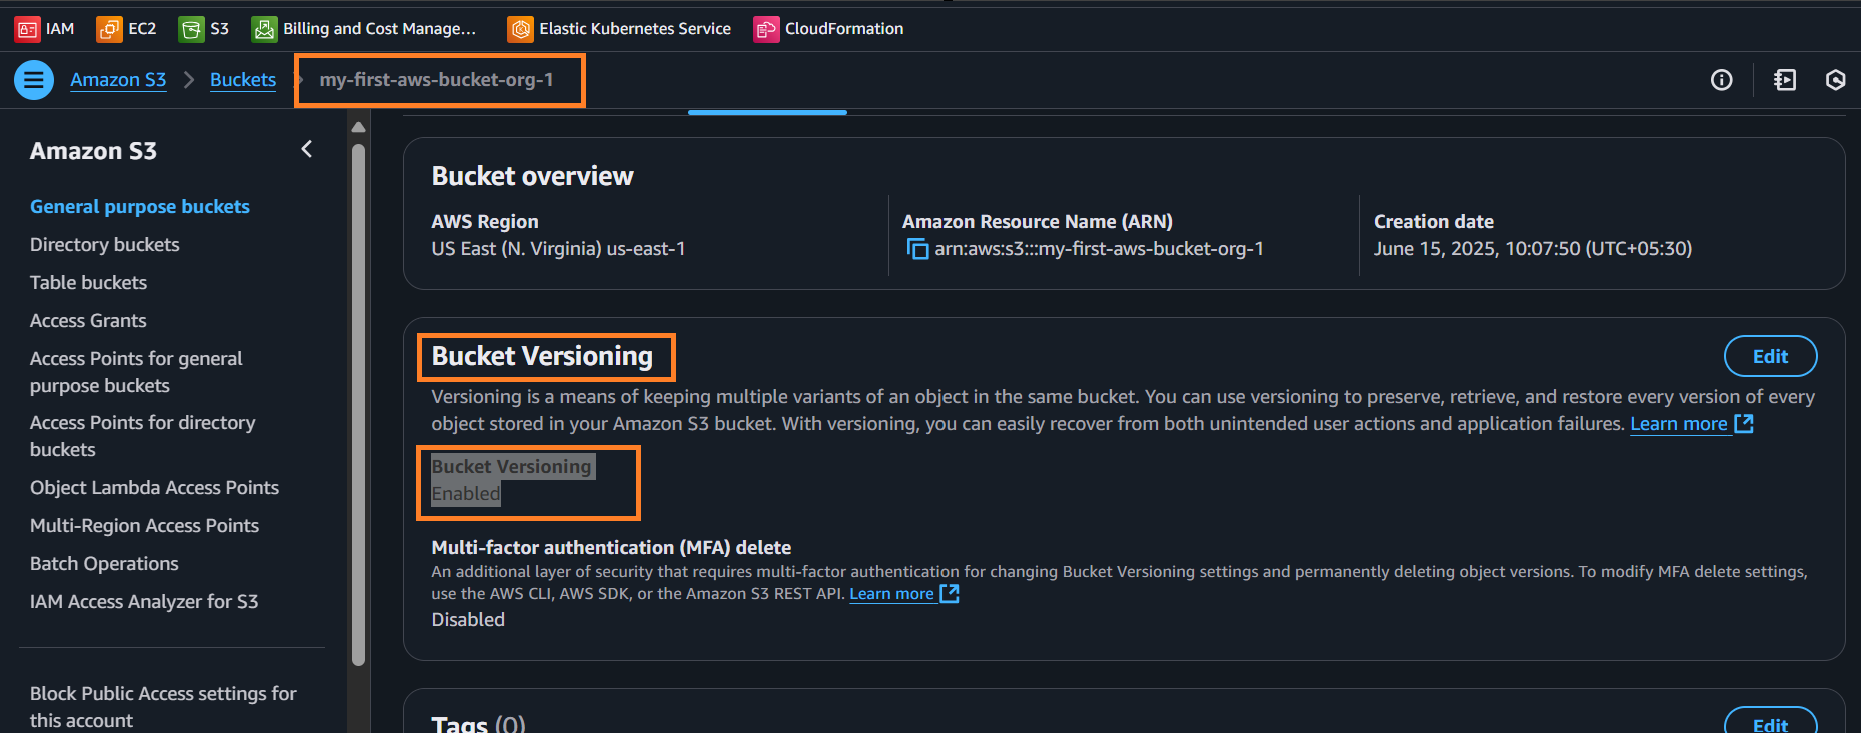 IAM EC2 S3 Billing and Cost Manage... Elastic Kubernetes Service CloudFormation
Amazon S3 > Buckets > my-first-aws-bucket-org-1
Amazon S3
General purpose buckets
Directory buckets
Table buckets
Access Grants
Access Points for general
purpose buckets
Access Points for directory
buckets
Object Lambda Access Points
Multi-Region Access Points
Batch Operations
IAM Access Analyzer for S3
Block Public Access settings for
this account
Bucket overview
AWS Region
US East (N. Virginia) us-east-1
Amazon Resource Name (ARN)
arn:aws:s3:::my-first-aws-bucket-org-1
Creation date
June 15, 2025, 10:07:50 (UTC+05:30)
Bucket Versioning
Edit
Versioning is a means of keeping multiple variants of an object in the same bucket. You can use versioning to preserve, retrieve, and restore every version of every
object stored in your Amazon S3 bucket. With versioning, you can easily recover from both unintended user actions and application failures. Learn more
Bucket Versioning
Enabled
Multi-factor authentication (MFA) delete
An additional layer of security that requires multi-factor authentication for changing Bucket Versioning settings and permanently deleting object versions. To modify MFA delete settings,
use the AWS CLI, AWS SDK, or the Amazon S3 REST API. Learn more
Disabled
Tags (0)
Edit